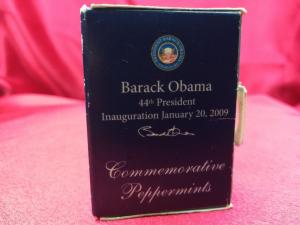 Barack Obama
44th President
Inauguration January 20, 2009
Commemorative
Peppermints